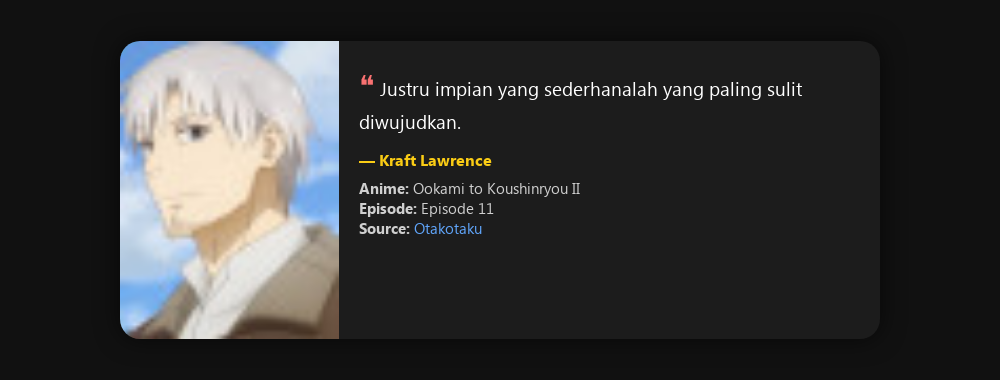 ❝ Justru impian yang sederhanalah yang paling sulit
diwujudkan.
— Kraft Lawrence
Anime: Ookami to Koushinryou II
Episode: Episode 11
Source: Otakotaku